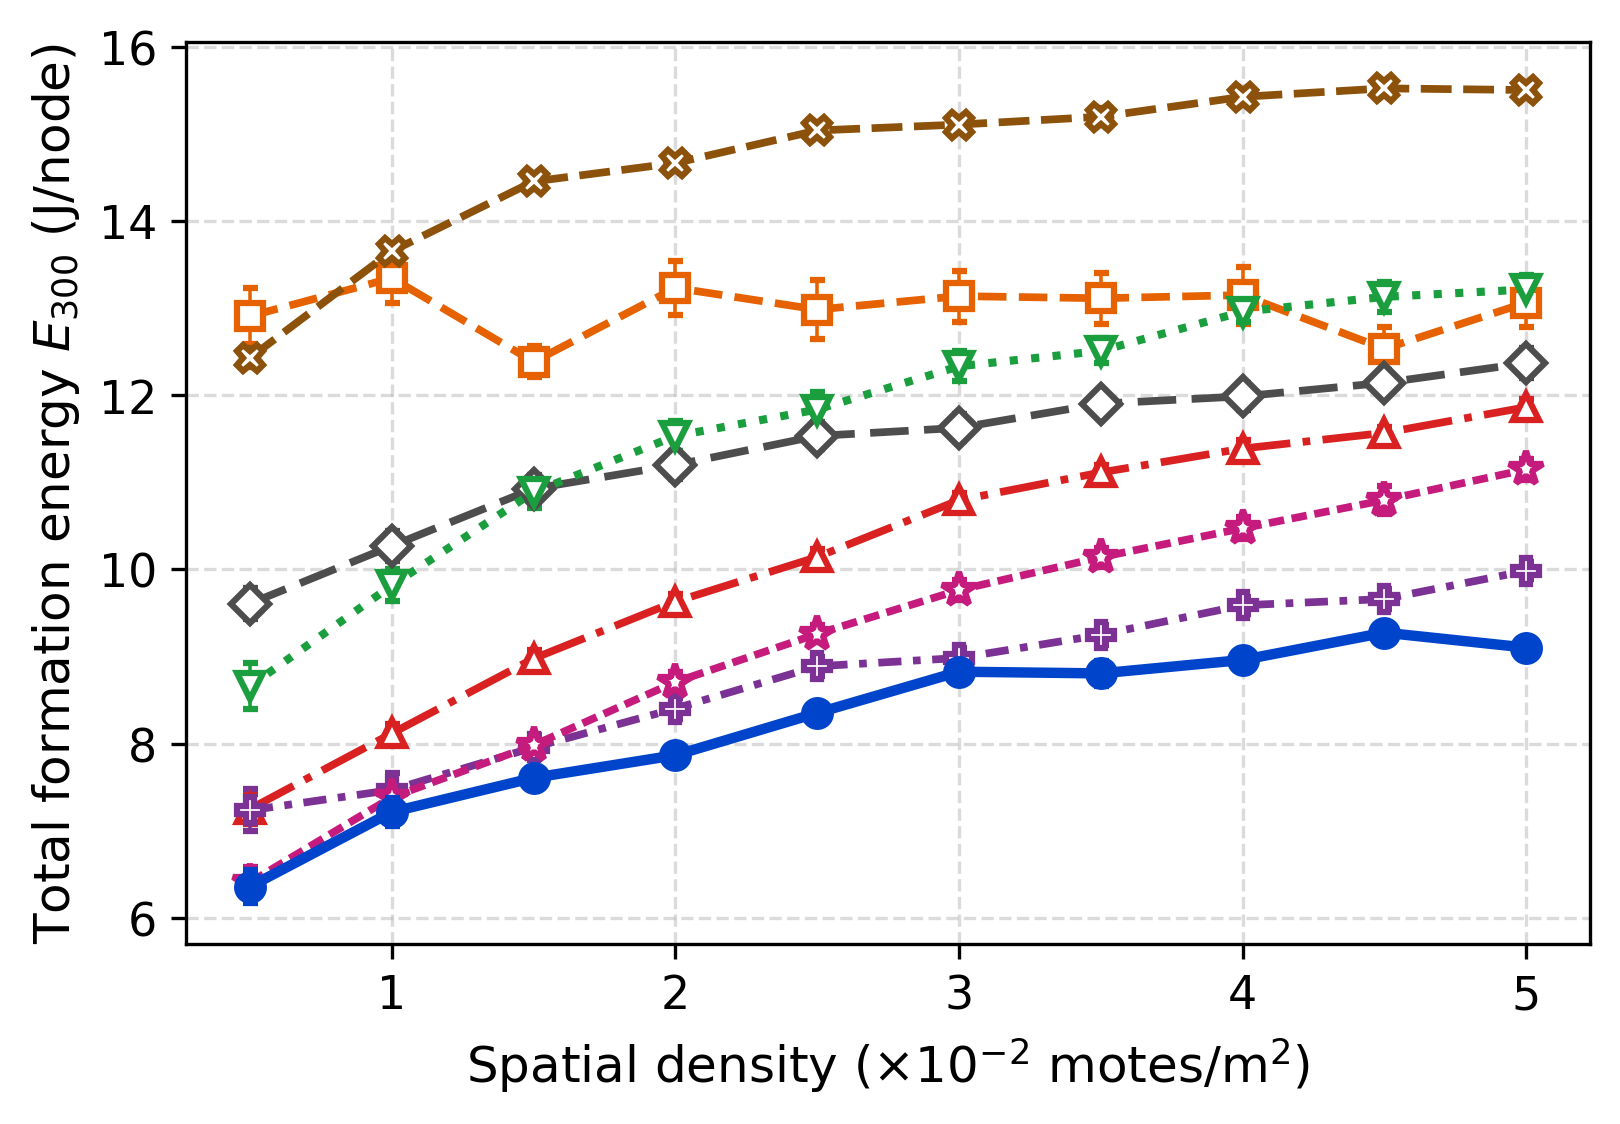 Total formation energy E₃₀₀ (J/node)
16
14
12
10
8
6
1 2 3 4 5
Spatial density (×10⁻² motes/m²)